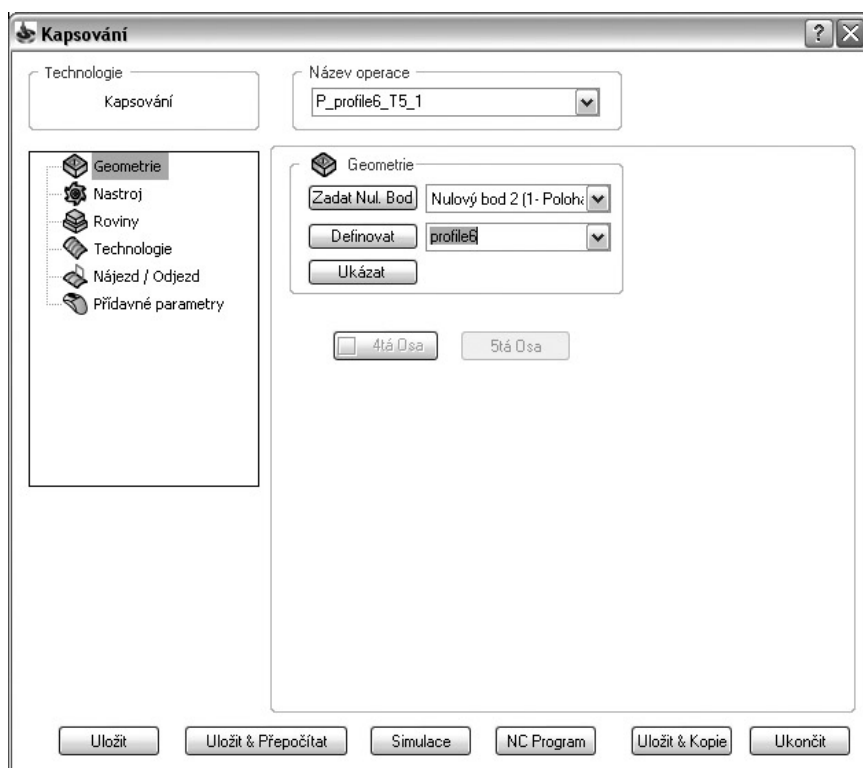 Kapsování
Technologie
Kapsování
Název operace
P_profile6_T5_1
Geometrie
Nastroj
Roviny
Technologie
Nájezd / Odjezd
Přídavné parametry
Geometrie
Zadat Nul. Bod
Nulový bod 2 (1- Poloha
Definovat
profile6
Ukázat
4tá Osa
5tá Osa
Uložit
Uložit & Přepočítat
Simulace
NC Program
Uložit & Kopie
Ukončit